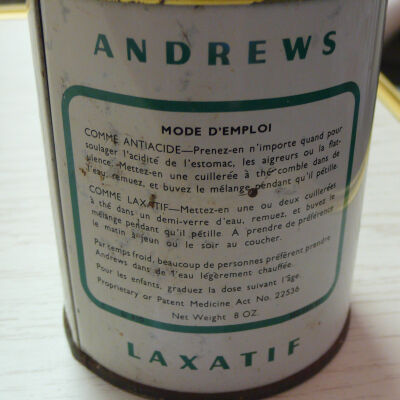 ANDREWS
MODE D'EMPLOI
COMME ANTIACIDE—Prenez-en n'importe quand pour
soulager l'acidité de l'estomac, les aigreurs ou la flat-
ulence. Mettez-en une cuillerée à thé comble dans de
l'eau, remuez, et buvez le mélange pendant qu'il pétille.
COMME LAXATIF—Mettez-en une ou deux cuillerées
à thé dans un demi-verre d'eau, remuez, et buvez le
mélange pendant qu'il pétille. A prendre de préférence
le matin à jeun ou le soir au coucher.
Par temps froid, beaucoup de personnes préfèrent prendre
Andrews dans de l'eau légèrement chauffée.
Pour les enfants, graduez la dose suivant l'âge.
Proprietary or Patent Medicine Act No. 22536
Net Weight 8 OZ.
LAXATIF